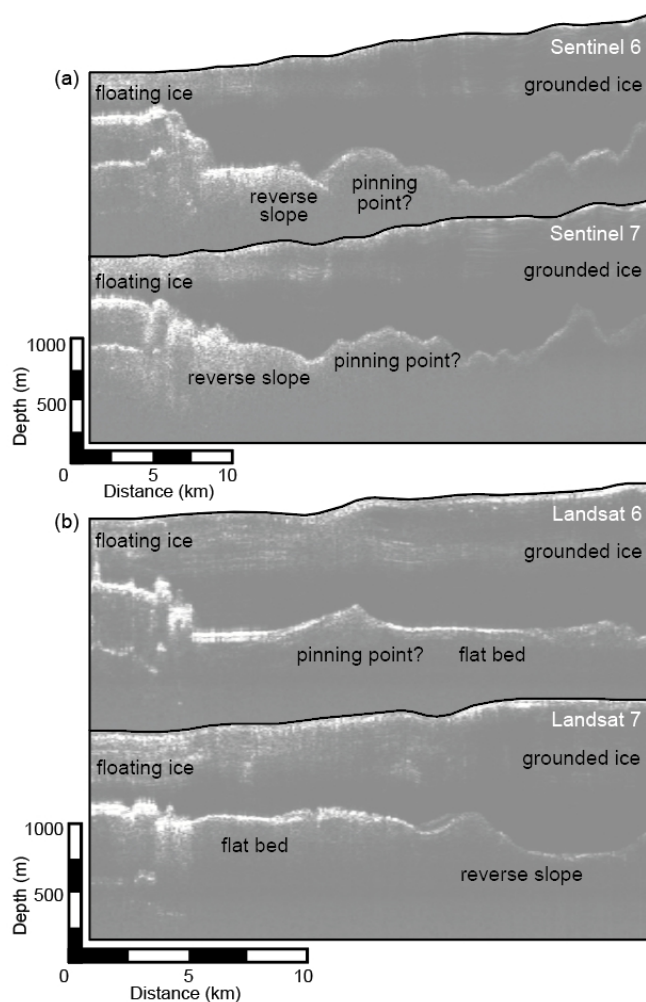 Sentinel 6
(a)
floating ice
grounded ice
reverse
slope
pinning
point?
Sentinel 7
floating ice
grounded ice
1000
pinning point?
reverse slope
500
Depth (m)
0
5
10
Distance (km)
(b)
Landsat 6
floating ice
grounded ice
pinning point?
flat bed
Landsat 7
floating ice
grounded ice
1000
flat bed
reverse slope
500
Depth (m)
0
5
10
Distance (km)